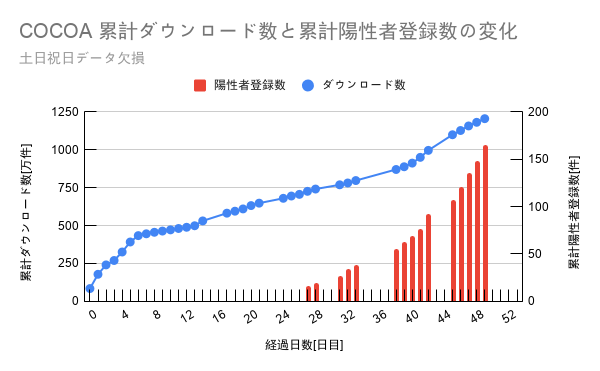 COCOA 累計ダウンロード数と累計陽性者登録数の変化
土日祝日データ欠損
陽性者登録数 ダウンロード数
累計ダウンロード数[万件]
1250
1000
750
500
250
0
200
150
100
50
0
累計陽性者登録数[件]
0 4 8 12 16 20 24 28 32 36 40 44 48 52
経過日数[日目]